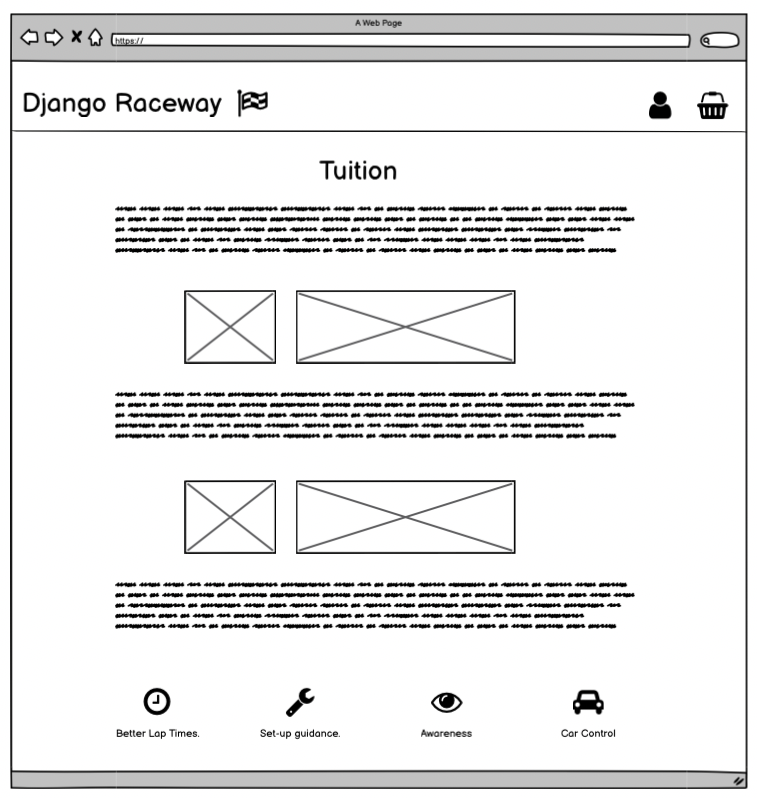 A Web Page
https://
Django Raceway
Tuition
Better Lap Times.
Set-up guidance.
Awareness
Car Control